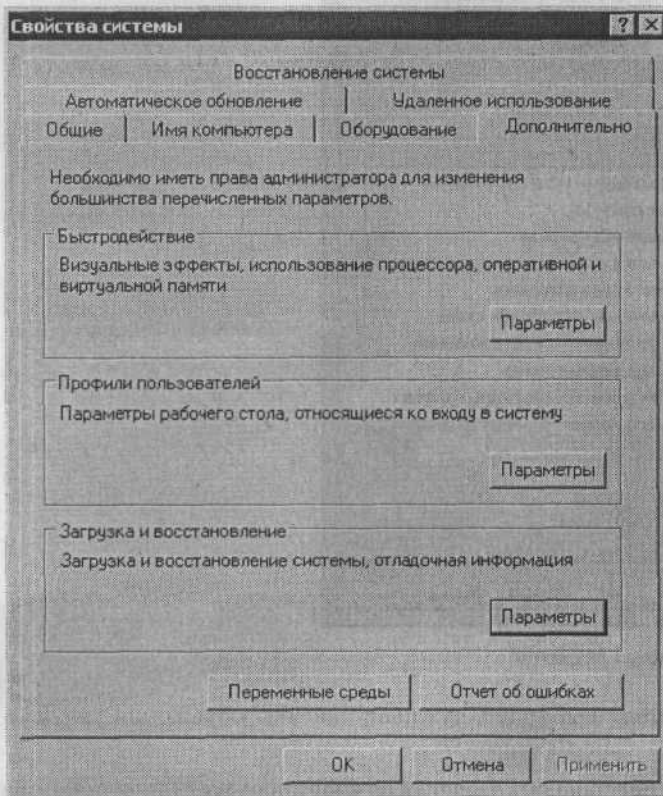 Свойства системы
Восстановление системы
Автоматическое обновление Удаленное использование
Общие Имя компьютера Оборудование Дополнительно
Необходимо иметь права администратора для изменения
большинства перечисленных параметров.
Быстродействие
Визуальные эффекты, использование процессора, оперативной и
виртуальной памяти
Параметры
Профили пользователей
Параметры рабочего стола, относящиеся ко входу в систему
Параметры
Загрузка и восстановление
Загрузка и восстановление системы, отладочная информация
Параметры
Переменные среды Отчет об ошибках
ОК Отмена Применить